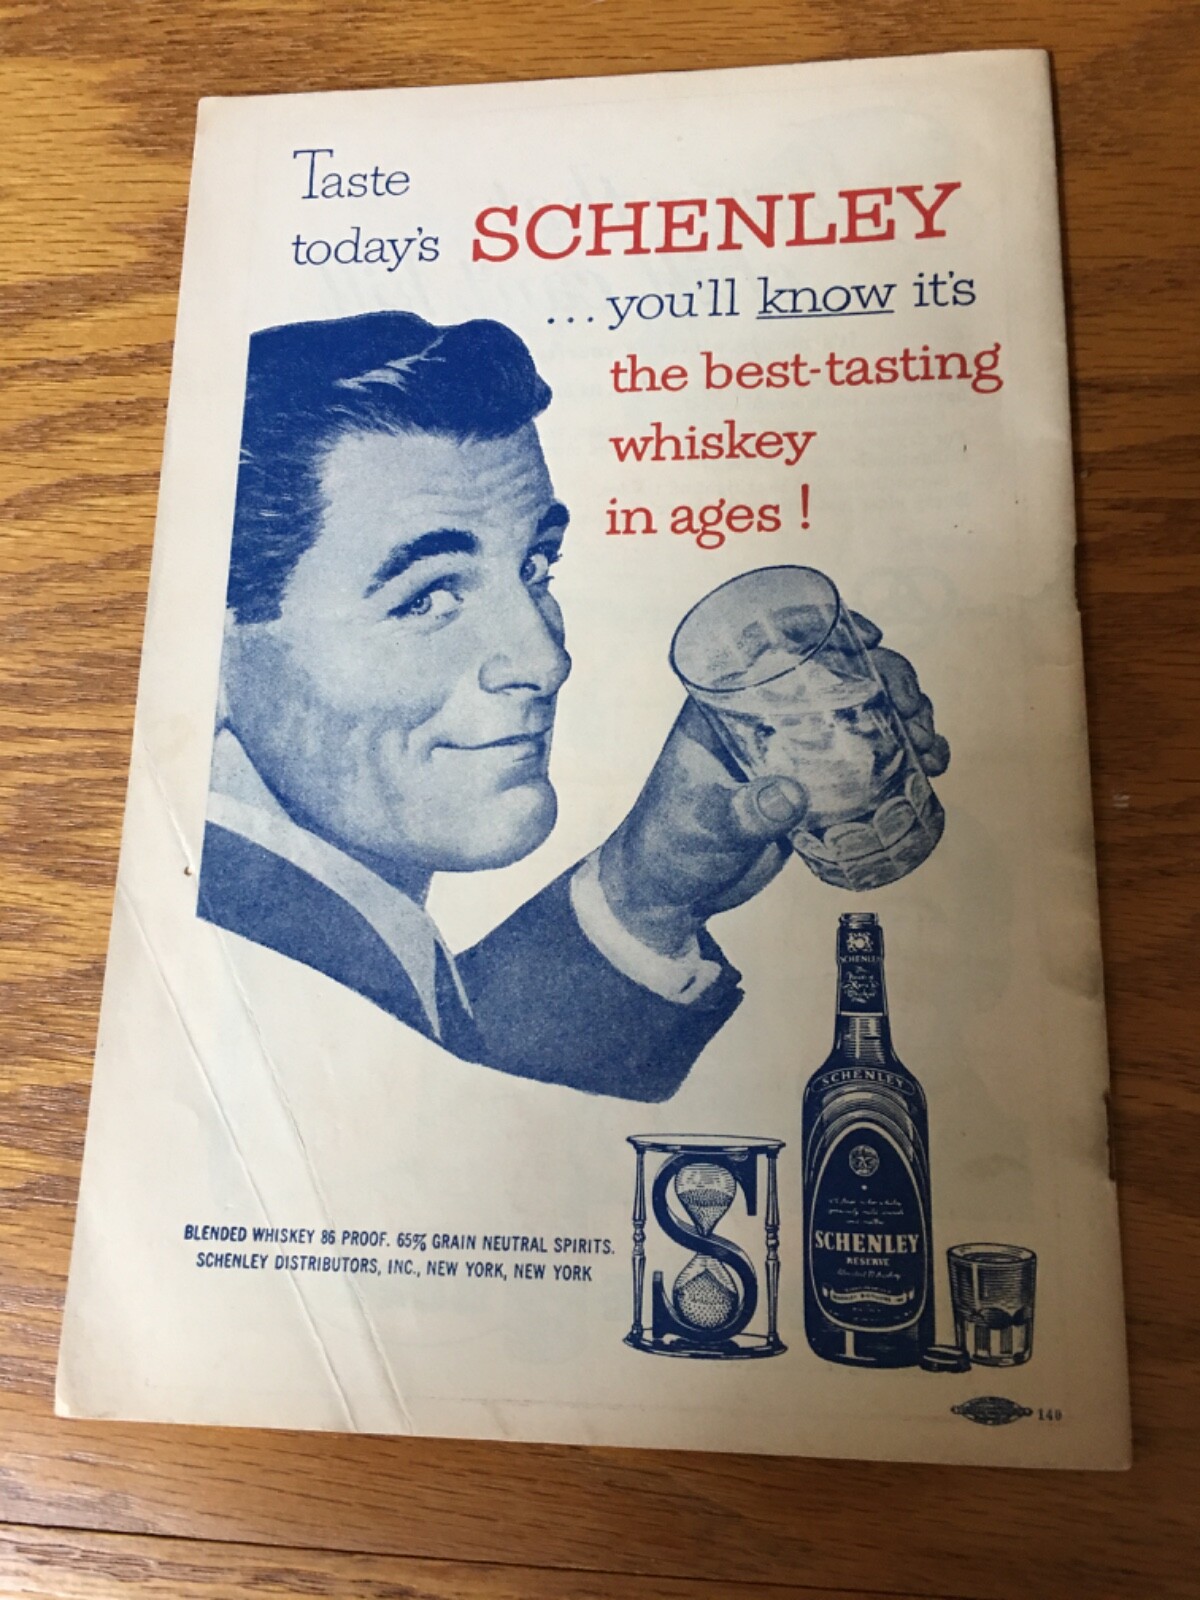 Taste
today's SCHENLEY
...you'll know it's
the best-tasting
whiskey
in ages!
SCHENLEY
SCHENLEY
SCHENLEY
RESERVE
S
BLENDED WHISKEY 86 PROOF. 65% GRAIN NEUTRAL SPIRITS.
SCHENLEY DISTRIBUTORS, INC., NEW YORK, NEW YORK
140